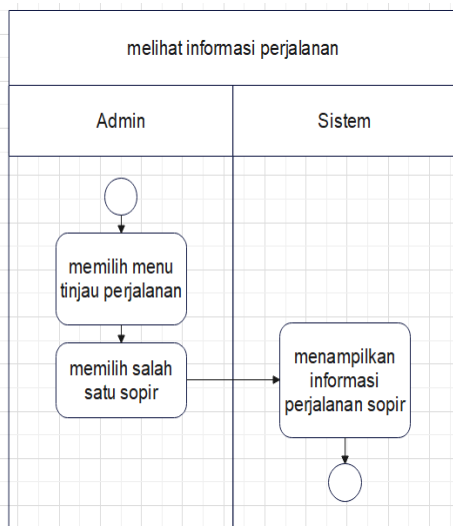 melihat informasi perjalanan
Admin
Sistem
memilih menu
tinjau perjalanan
memilih salah
satu sopir
menampilkan
informasi
perjalanan sopir